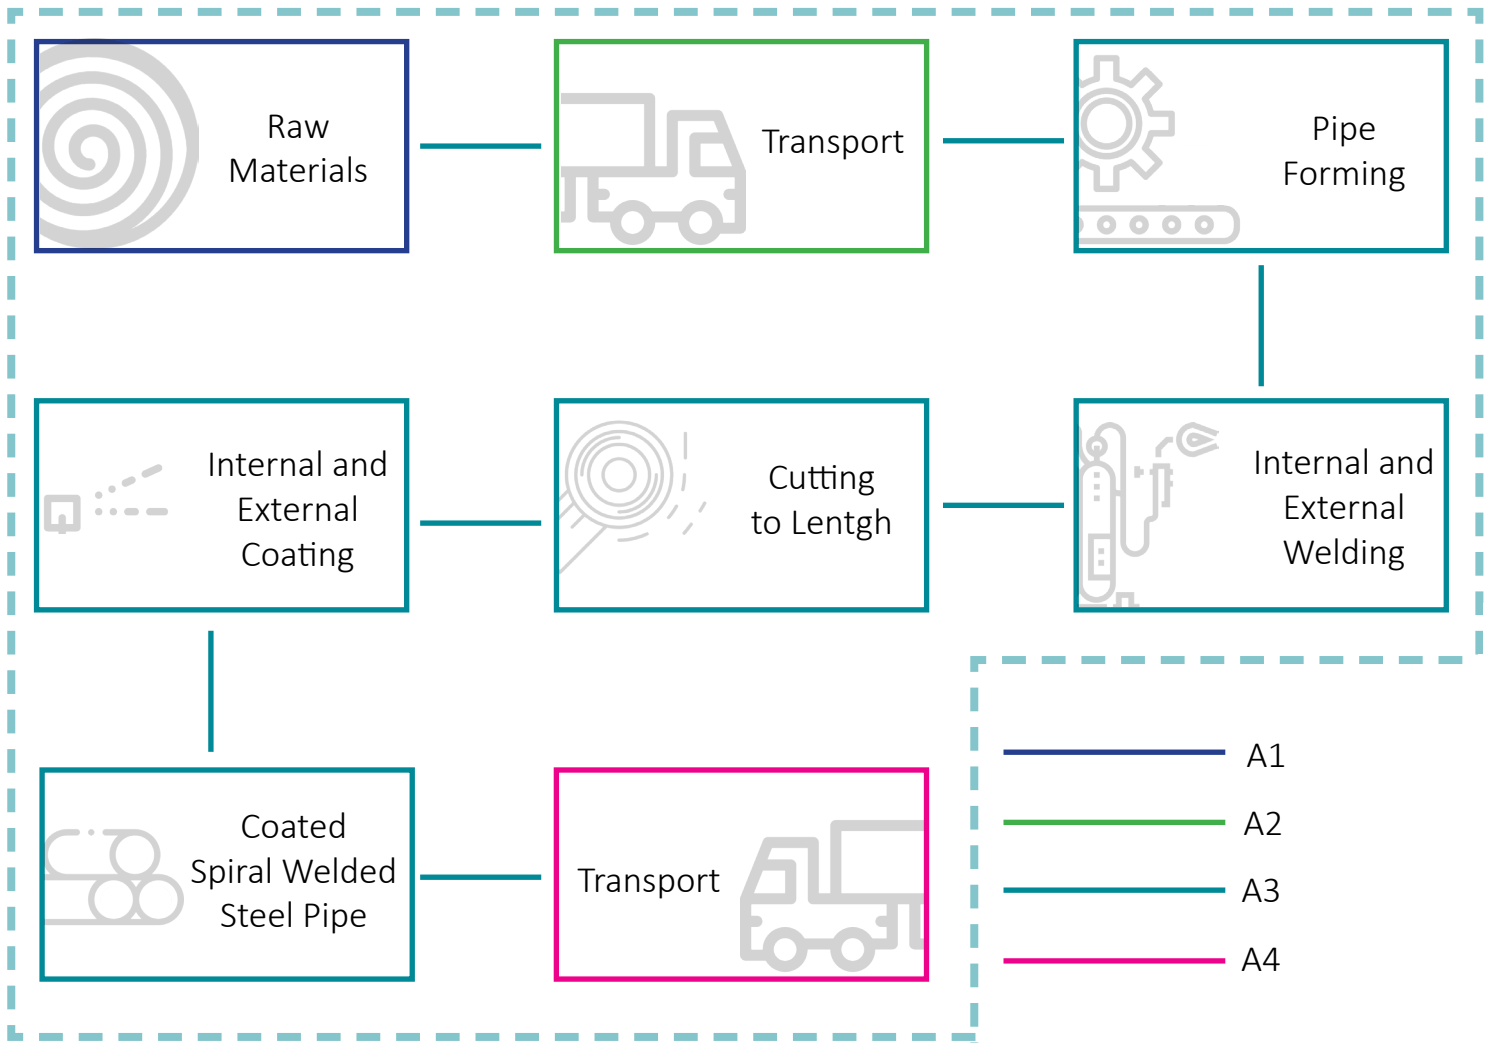 Raw
Materials
Transport
Pipe
Forming
Internal and
External
Coating
Cutting
to Lentgh
Internal and
External
Welding
Coated
Spiral Welded
Steel Pipe
Transport
A1
A2
A3
A4